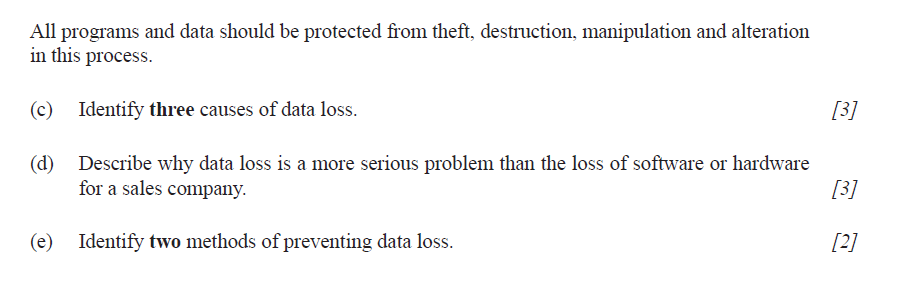 All programs and data should be protected from theft, destruction, manipulation and alteration
in this process.
(c) Identify three causes of data loss. [3]
(d) Describe why data loss is a more serious problem than the loss of software or hardware
for a sales company. [3]
(e) Identify two methods of preventing data loss. [2]